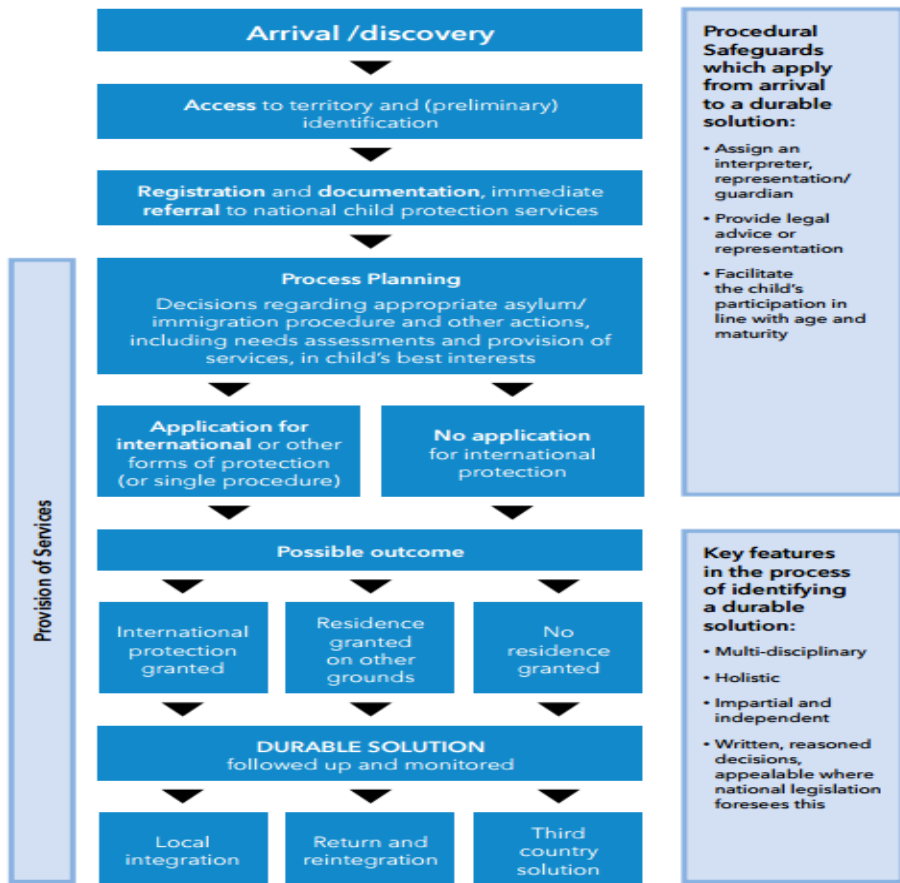 Arrival /discovery
Access to territory and (preliminary)
identification
Registration and documentation, immediate
referral to national child protection services
Provision of Services
Process Planning
Decisions regarding appropriate asylum/
immigration procedure and other actions,
including needs assessments and provision of
services, in child's best interests
Application for
international or other
forms of protection
(or single procedure)
No application
for international
protection
Possible outcome
International
protection
granted
Residence
granted
on other
grounds
No
residence
granted
DURABLE SOLUTION
followed up and monitored
Local
integration
Return and
reintegration
Third
country
solution
Procedural
Safeguards
which apply
from arrival
to a durable
solution:
• Assign an
interpreter,
representation/
guardian
• Provide legal
advice or
representation
• Facilitate
the child's
participation in
line with age and
maturity
Key features
in the process
of identifying
a durable
solution:
• Multi-disciplinary
• Holistic
• Impartial and
independent
• Written, reasoned
decisions,
appealable where
national legislation
foresees this